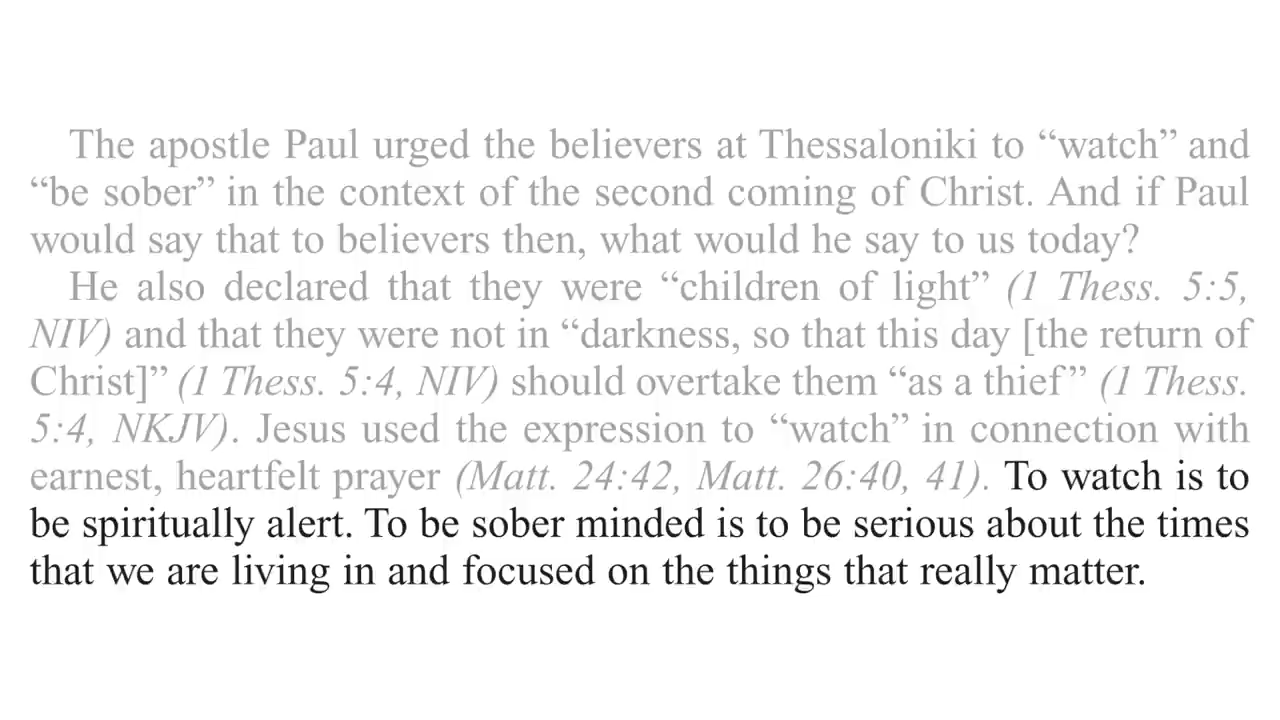 The apostle Paul urged the believers at Thessaloniki to “watch” and
“be sober” in the context of the second coming of Christ. And if Paul
would say that to believers then, what would he say to us today?
He also declared that they were “children of light” (1 Thess. 5:5,
NIV) and that they were not in “darkness, so that this day [the return of
Christ]” (1 Thess. 5:4, NIV) should overtake them “as a thief” (1 Thess.
5:4, NKJV). Jesus used the expression to “watch” in connection with
earnest, heartfelt prayer (Matt. 24:42, Matt. 26:40, 41). To watch is to
be spiritually alert. To be sober minded is to be serious about the times
that we are living in and focused on the things that really matter.